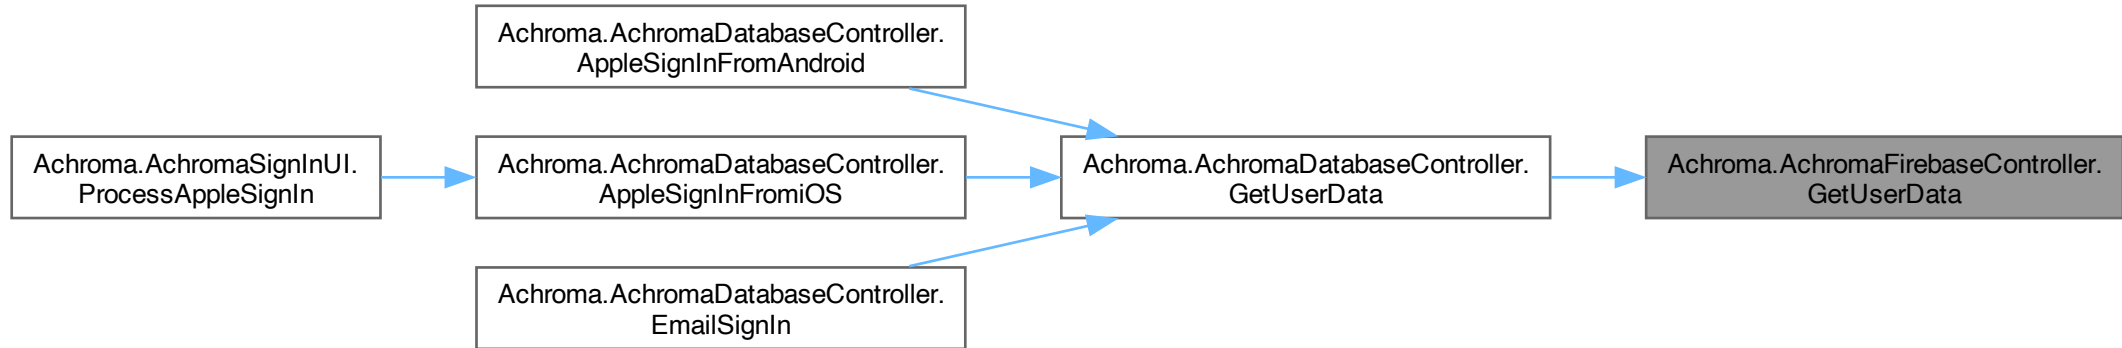 Achroma.AchromaDatabaseController.
AppleSignInFromAndroid
Achroma.AchromaSignInUI.
ProcessAppleSignIn
Achroma.AchromaDatabaseController.
AppleSignInFromiOS
Achroma.AchromaDatabaseController.
GetUserData
Achroma.AchromaFirebaseController.
GetUserData
Achroma.AchromaDatabaseController.
EmailSignIn